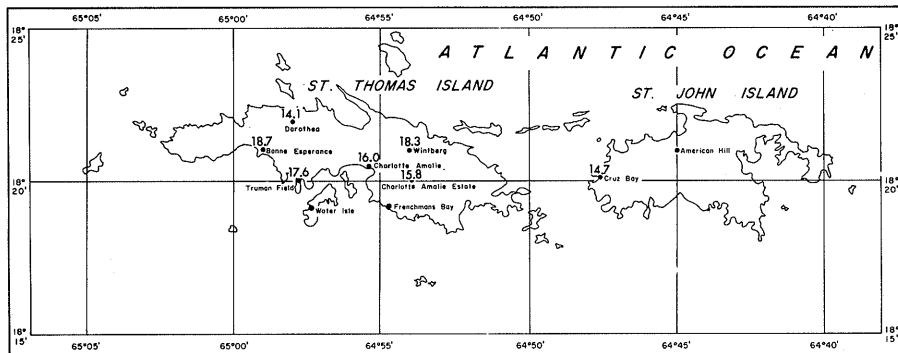 65°05' 65°00' 64°55' 64°50' 64°45' 64°40'
18°
25'
18°
25'
ATLANTIC OCEAN
ST. THOMAS ISLAND
ST. JOHN ISLAND
14.1
Dorothea
18.7
Bonne Esperance
18.3
Wintberg
16.0
Charlotte Amalie
American Hill
17.6
Truman Field
15.8
Charlotte Amalie Estate
14.7
Cruz Bay
18°
20'
18°
20'
Water Isle
Frenchmans Bay
18°
15'
18°
15'
65°05' 65°00' 64°55' 64°50' 64°45' 64°40'